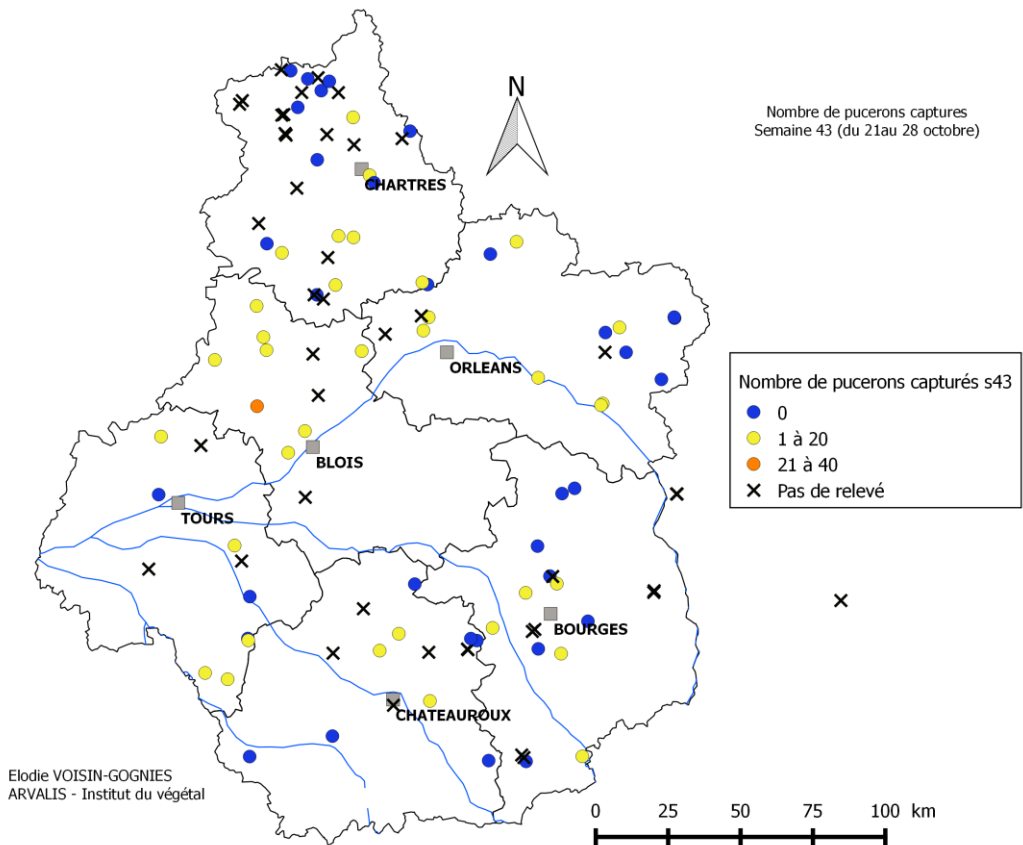 N
Nombre de pucerons captures
Semaine 43 (du 21au 28 octobre)
CHARTRES
ORLEANS
Nombre de pucerons capturés s43
0
1 à 20
21 à 40
Pas de relevé
BLOIS
TOURS
BOURGES
CHATEAUROUX
Elodie VOISIN-GOGNIES
ARVALIS - Institut du végétal
0 25 50 75 100 km